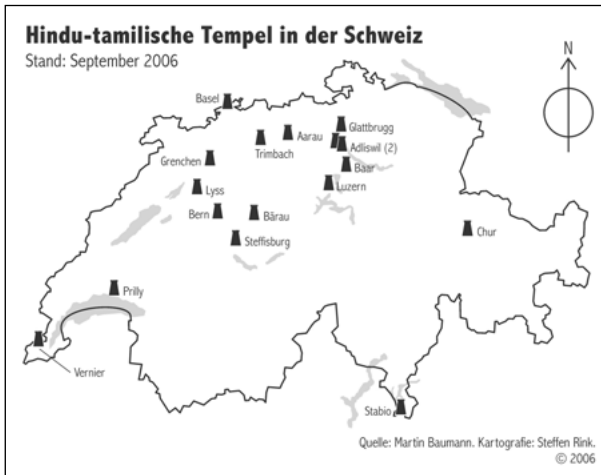 Hindu-tamilische Tempel in der Schweiz
Stand: September 2006
N
Basel
Glattbrugg
Aarau
Adliswil (2)
Trimbach
Grenchen
Baar
Luzern
Lyss
Bern
Bärau
Chur
Steffisburg
Prilly
Vernier
Stabio
Quelle: Martin Baumann. Kartografie: Steffen Rink.
© 2006